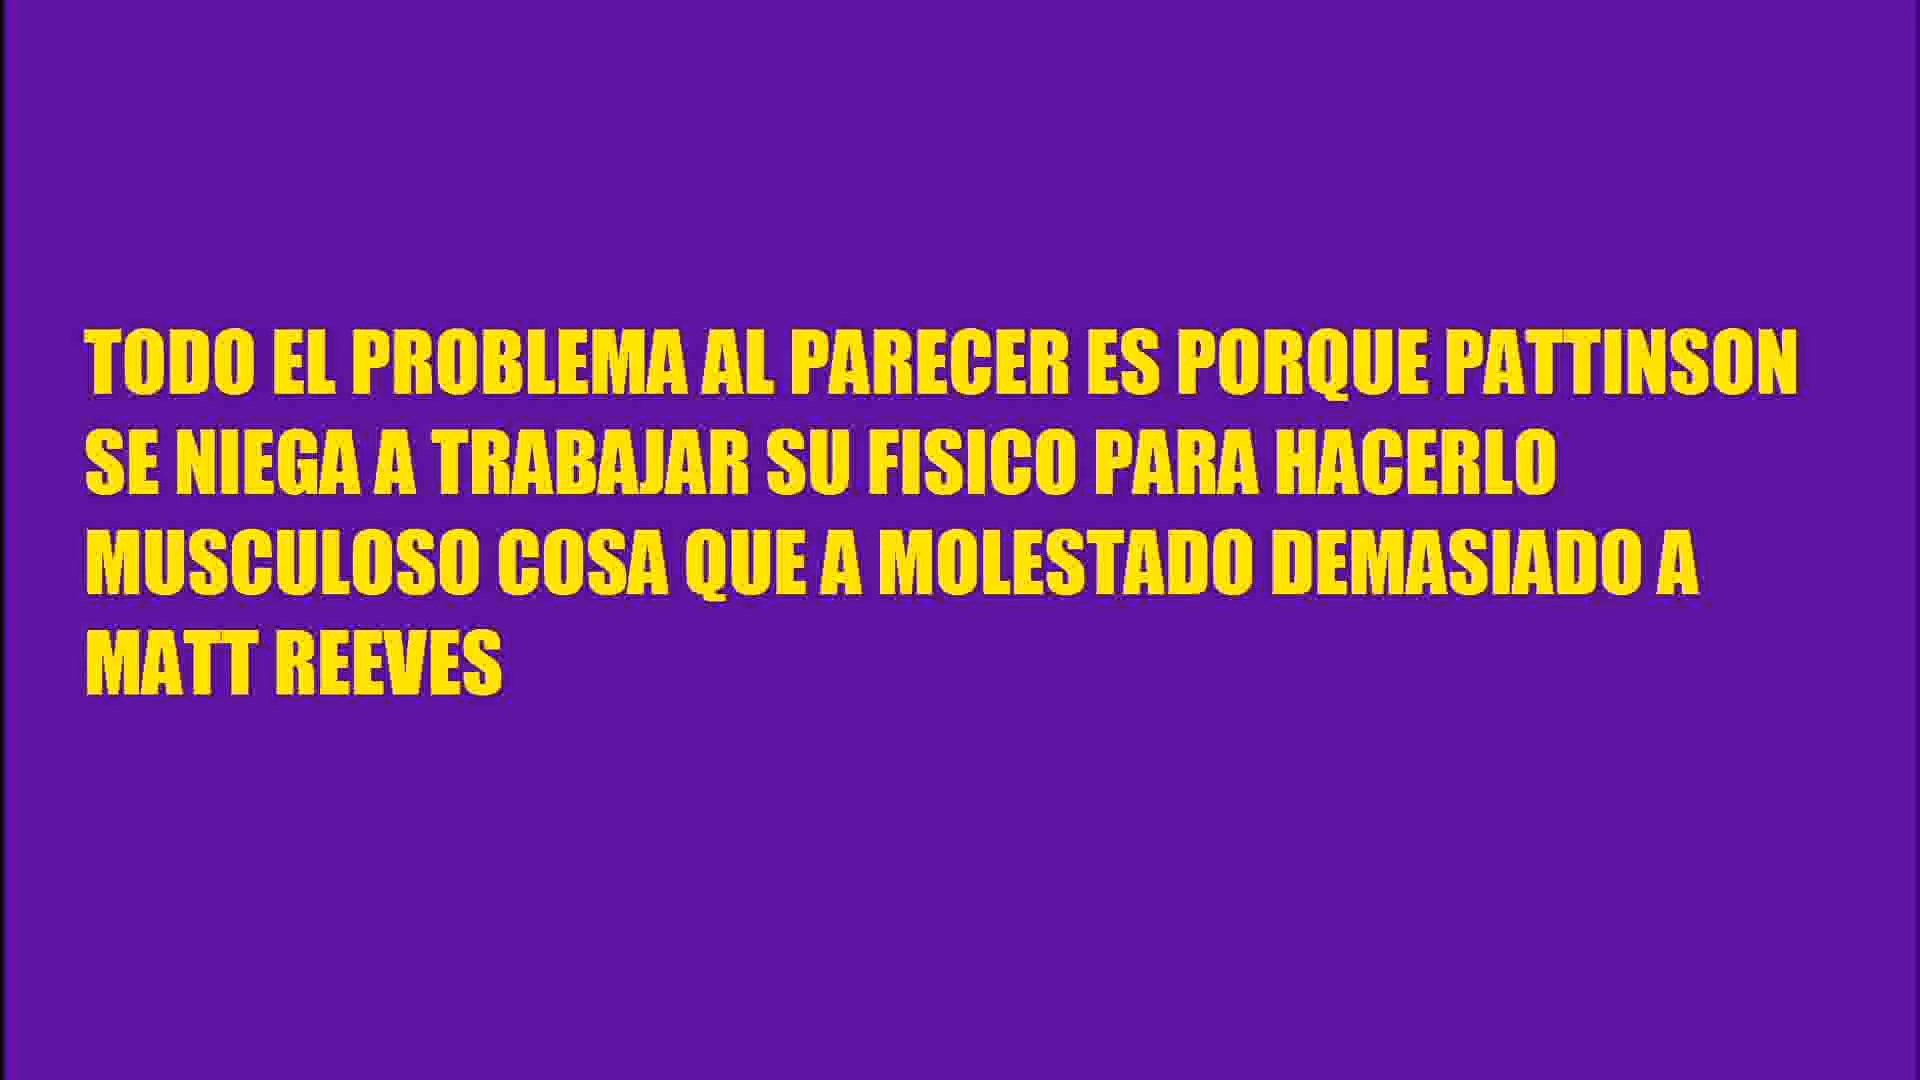 TODO EL PROBLEMA AL PARECER ES PORQUE PATTINSON
SE NIEGA A TRABAJAR SU FISICO PARA HACERLO
MUSCULOSO COSA QUE A MOLESTADO DEMASIADO A
MATT REEVES